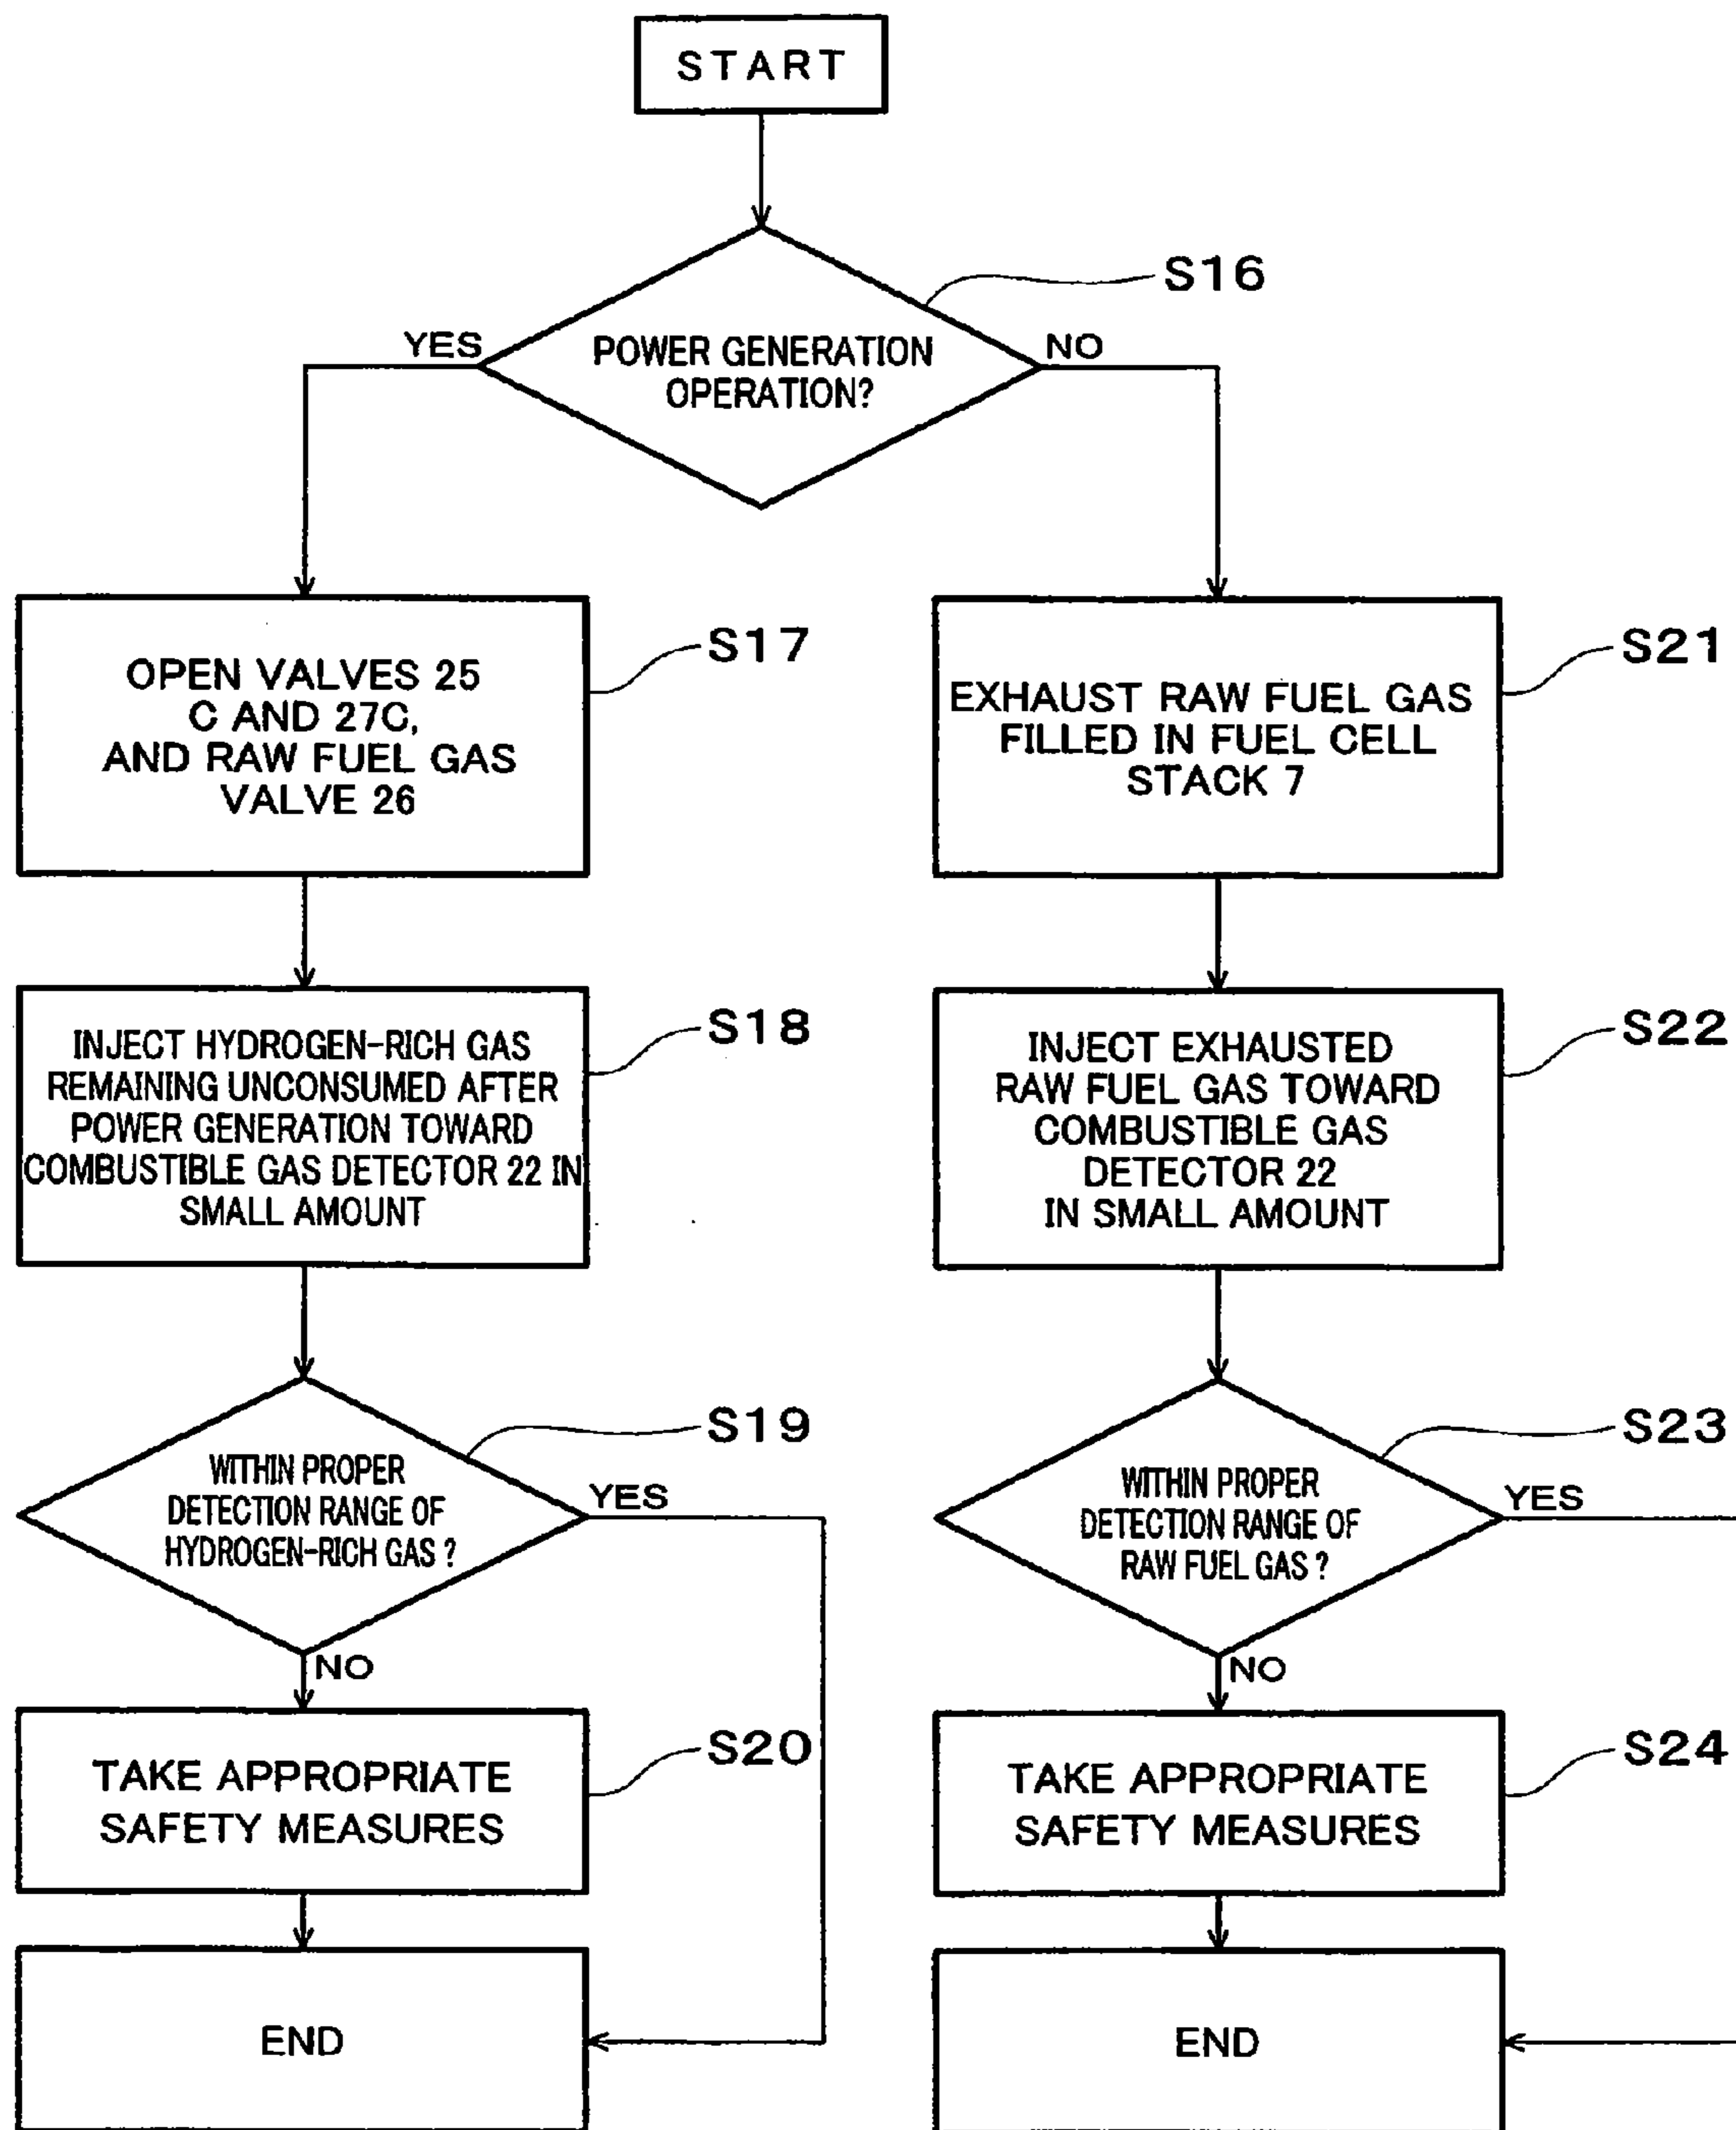 START
S16
YES
POWER GENERATION
OPERATION?
NO
S17
OPEN VALVES 25
C AND 27C,
AND RAW FUEL GAS
VALVE 26
S18
INJECT HYDROGEN-RICH GAS
REMAINING UNCONSUMED AFTER
POWER GENERATION TOWARD
COMBUSTIBLE GAS DETECTOR 22 IN
SMALL AMOUNT
S19
WITHIN PROPER
DETECTION RANGE OF
HYDROGEN-RICH GAS ?
YES
NO
S20
TAKE APPROPRIATE
SAFETY MEASURES
END
S21
EXHAUST RAW FUEL GAS
FILLED IN FUEL CELL
STACK 7
S22
INJECT EXHAUSTED
RAW FUEL GAS TOWARD
COMBUSTIBLE GAS
DETECTOR 22
IN SMALL AMOUNT
S23
WITHIN PROPER
DETECTION RANGE OF
RAW FUEL GAS ?
YES
NO
S24
TAKE APPROPRIATE
SAFETY MEASURES
END